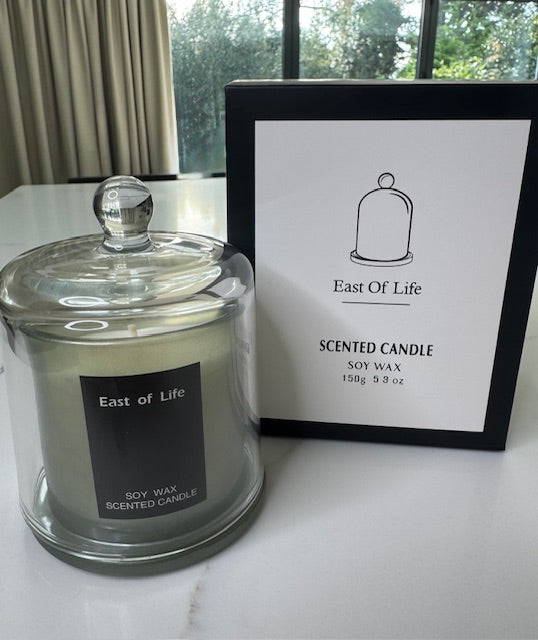 East Of Life
SCENTED CANDLE
SOY WAX
150g 5 3 oz
East of Life
SOY WAX
SCENTED CANDLE